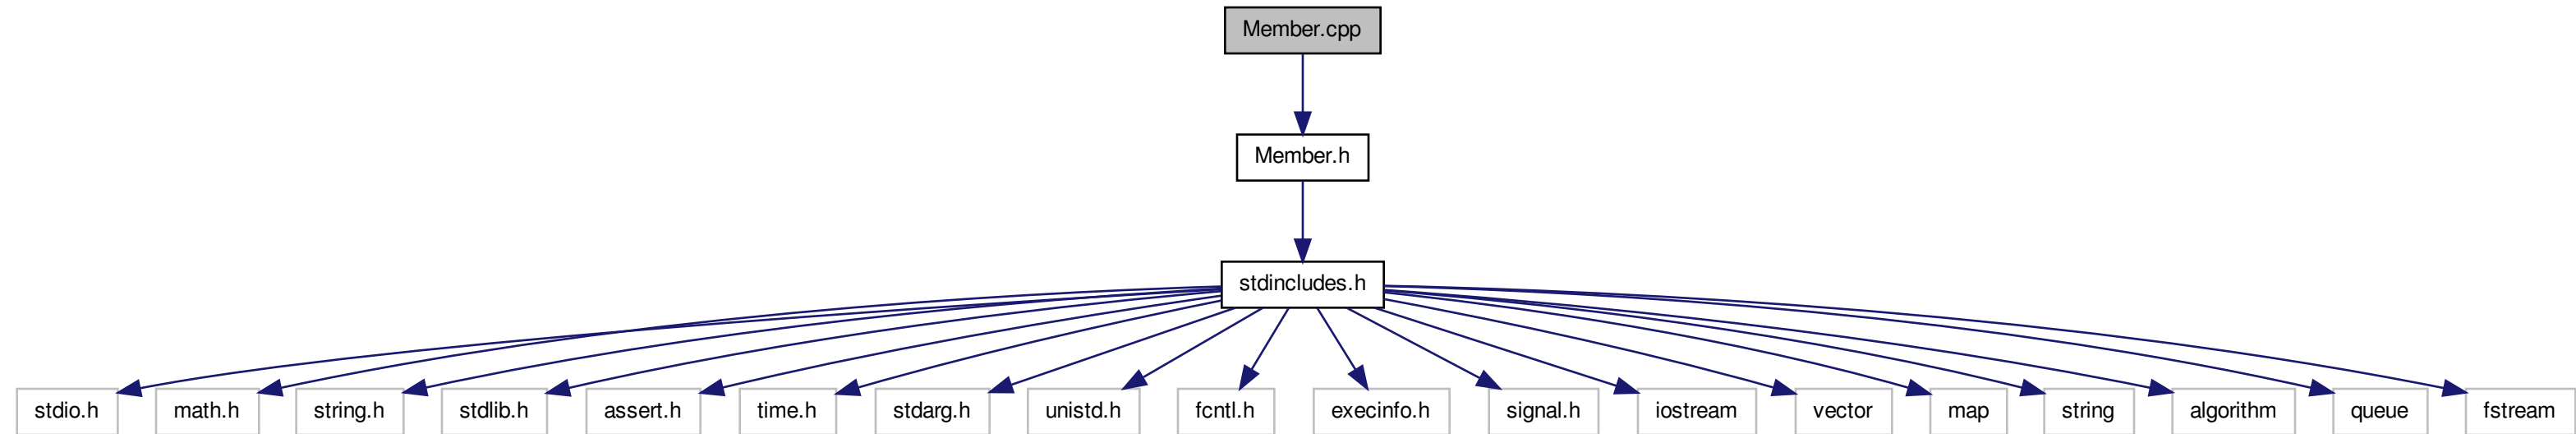 Member.cpp
Member.h
stdincludes.h
stdio.h
math.h
string.h
stdlib.h
assert.h
time.h
stdarg.h
unistd.h
fcntl.h
execinfo.h
signal.h
iostream
vector
map
string
algorithm
queue
fstream